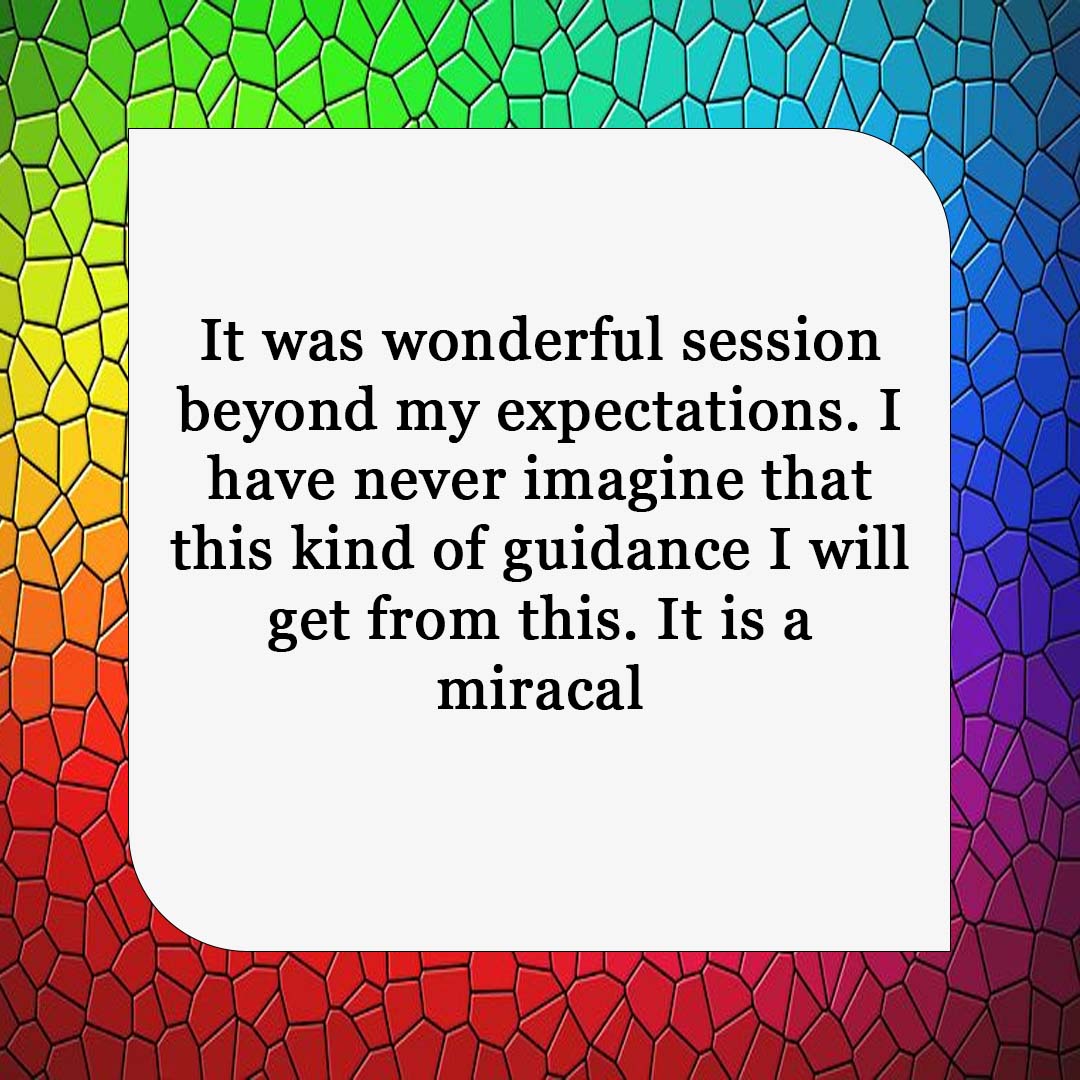 It was wonderful session
beyond my expectations. I
have never imagine that
this kind of guidance I will
get from this. It is a
miracal